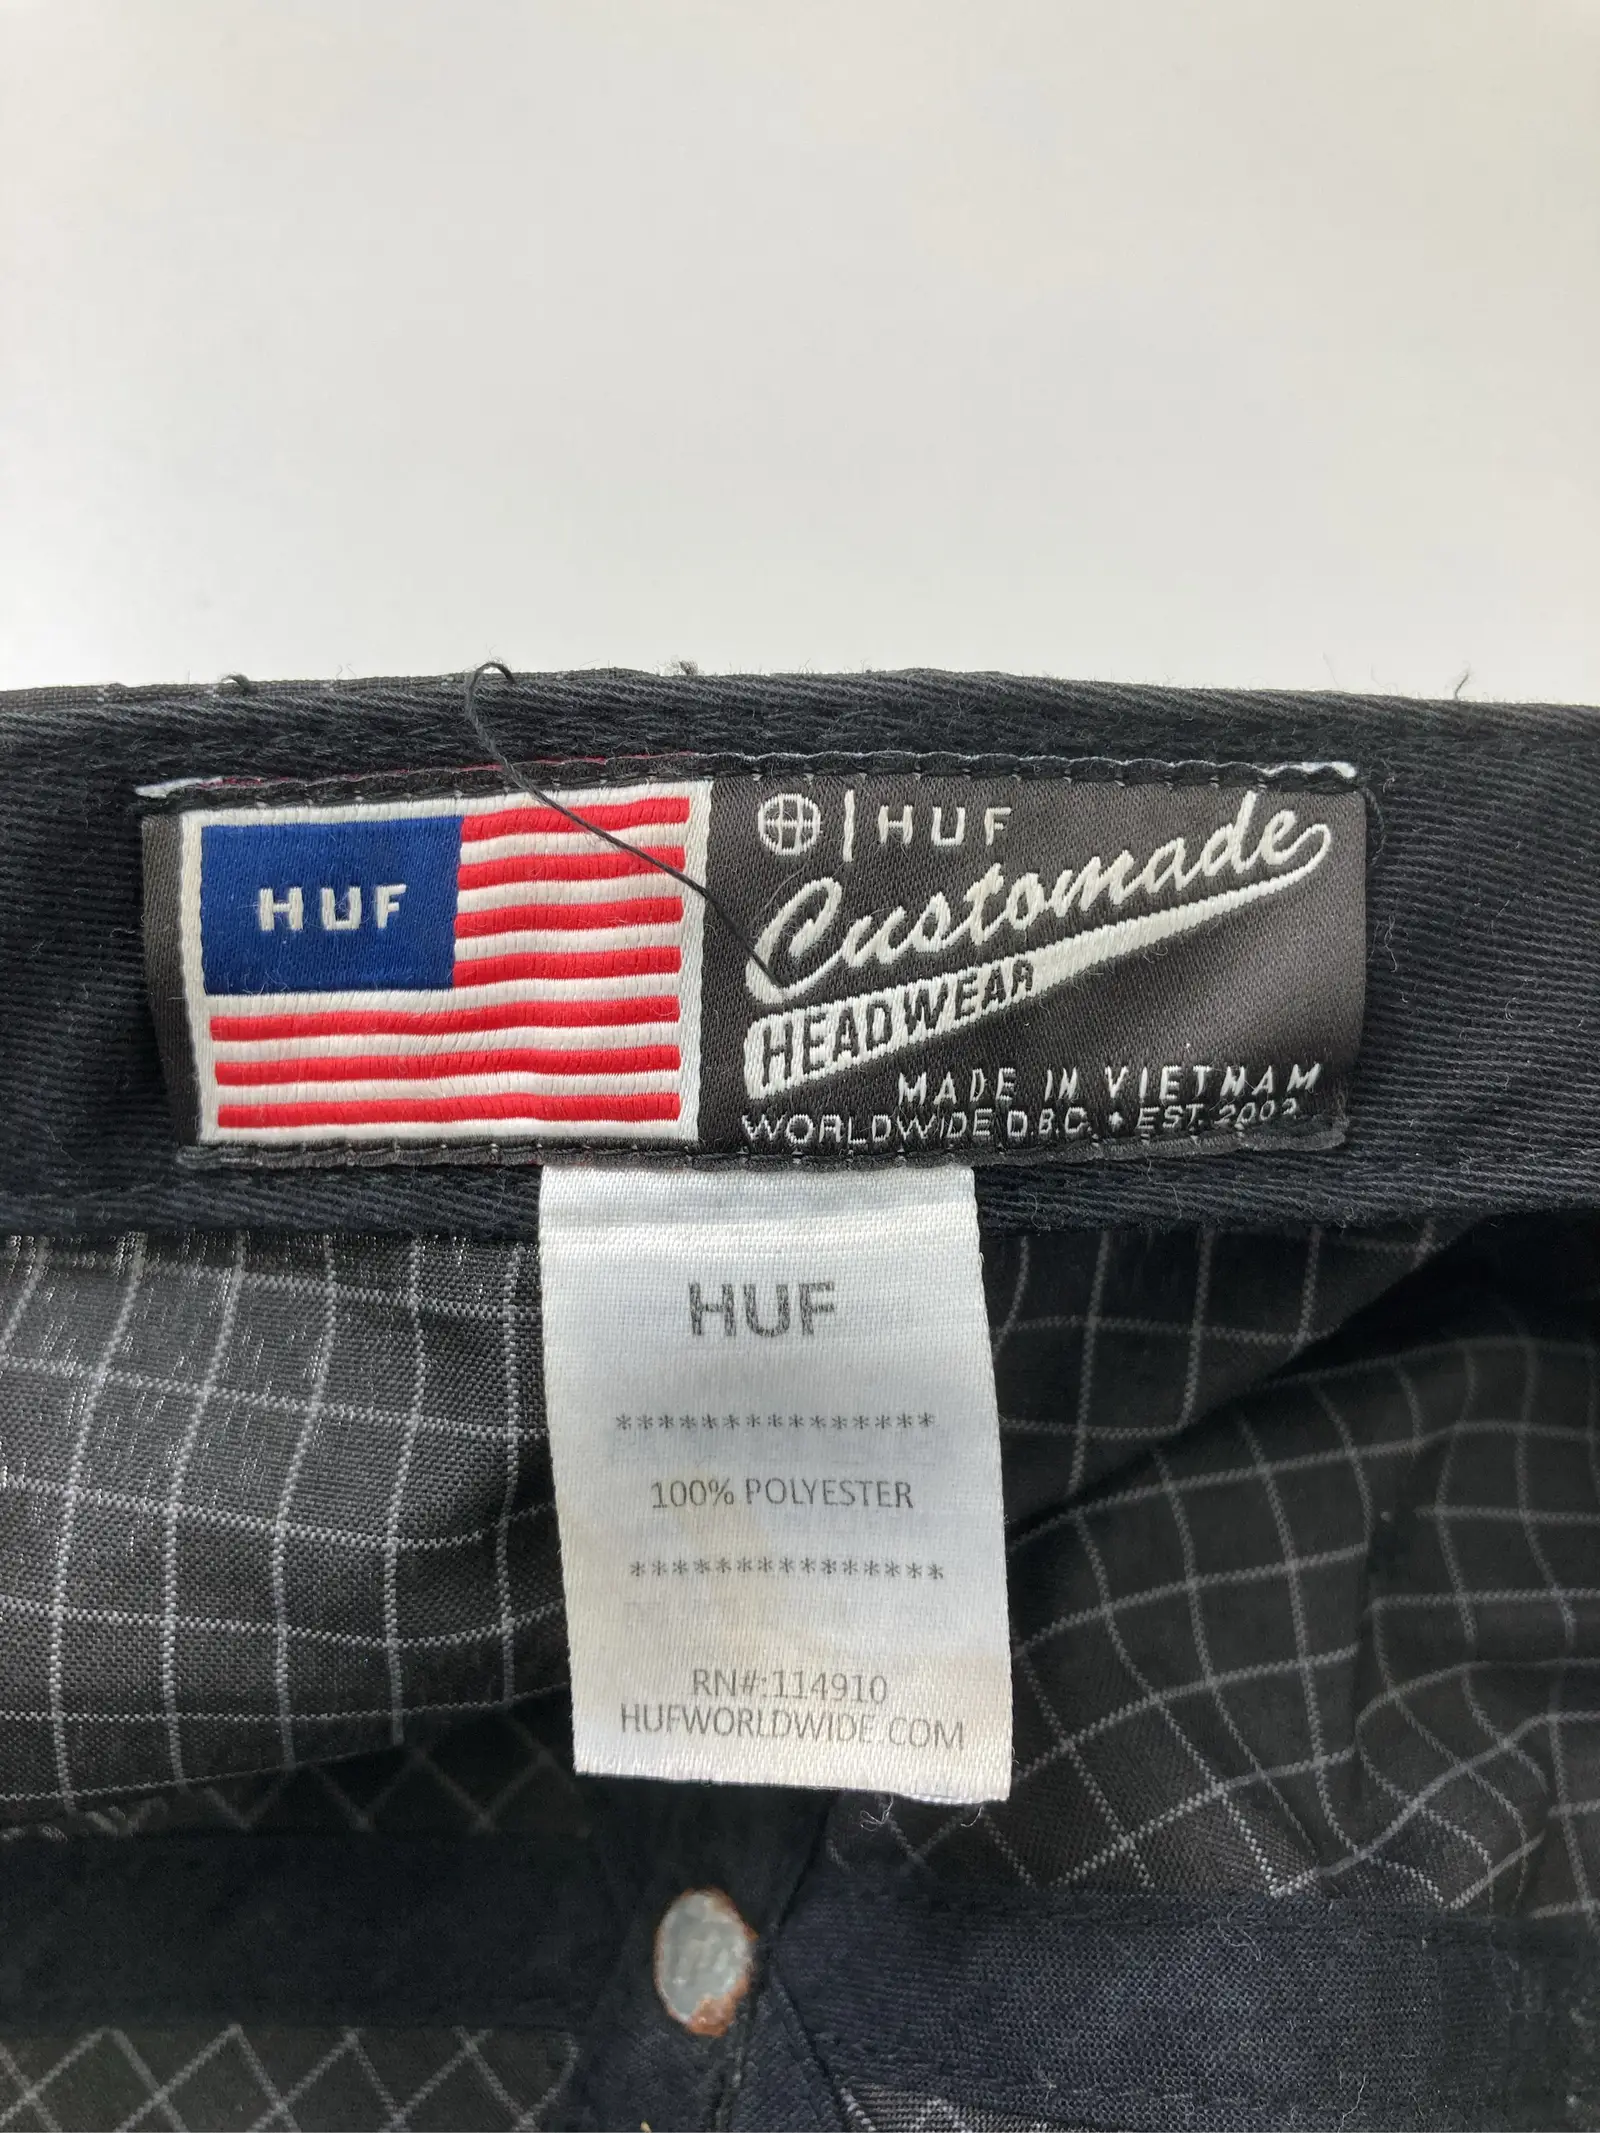 HUF
HUF
Customade
HEADWEAR
MADE IN VIETNAM
WORLDWIDE D.B.C. EST. 2002
HUF
***************
100% POLYESTER
***************
RN#:114910
HUFWORLDWIDE.COM